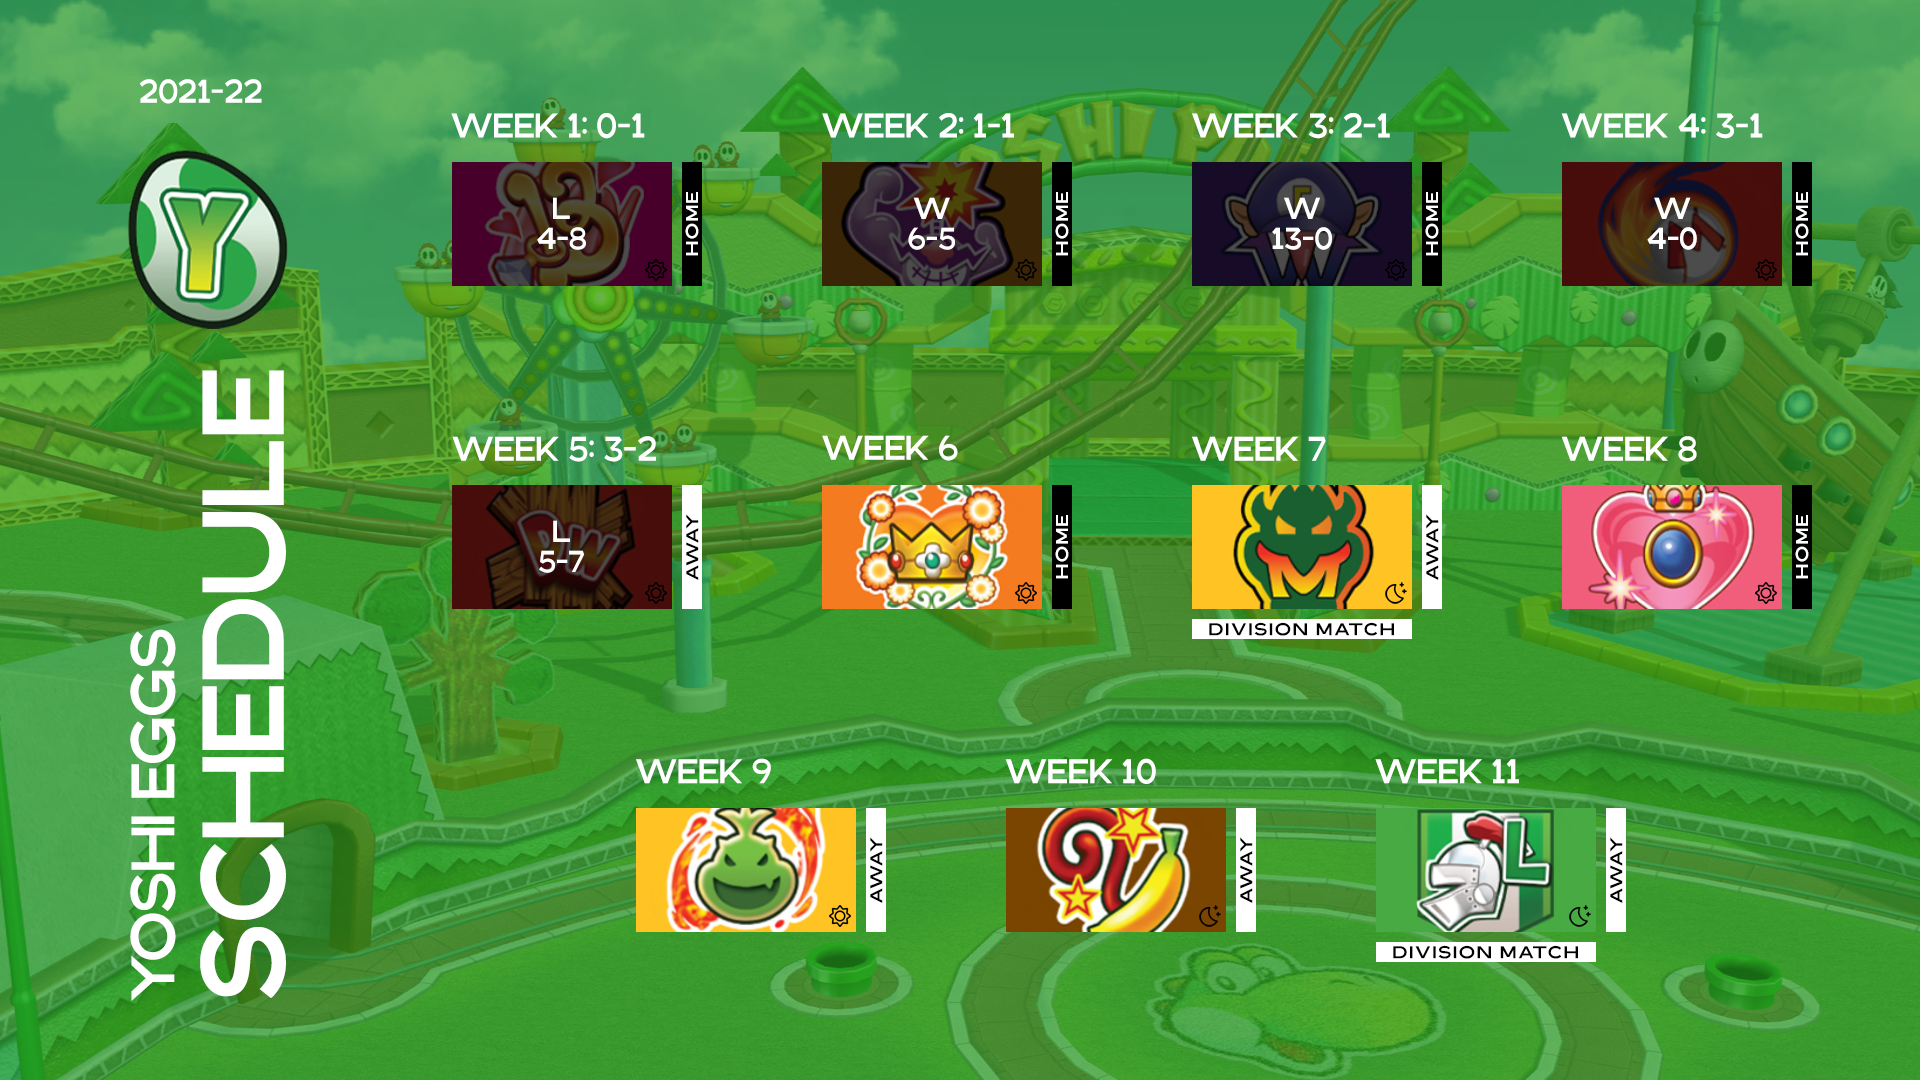 2021-22
Y
YOSHI EGGS
SCHEDULE
WEEK 1: 0-1
L
4-8
HOME
WEEK 2: 1-1
W
6-5
HOME
WEEK 3: 2-1
W
13-0
HOME
WEEK 4: 3-1
W
4-0
HOME
WEEK 5: 3-2
L
5-7
AWAY
WEEK 6
HOME
WEEK 7
M
AWAY
DIVISION MATCH
WEEK 8
HOME
WEEK 9
AWAY
WEEK 10
AWAY
WEEK 11
L
AWAY
DIVISION MATCH